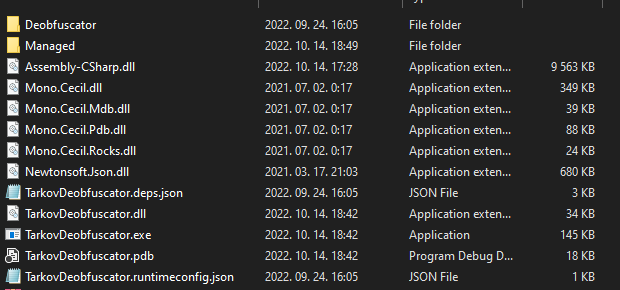 Deobfuscator 2022. 09. 24. 16:05 File folder
Managed 2022. 10. 14. 18:49 File folder
Assembly-CSharp.dll 2022. 10. 14. 17:28 Application exten... 9 563 KB
Mono.Cecil.dll 2021. 07. 02. 0:17 Application exten... 349 KB
Mono.Cecil.Mdb.dll 2021. 07. 02. 0:17 Application exten... 39 KB
Mono.Cecil.Pdb.dll 2021. 07. 02. 0:17 Application exten... 88 KB
Mono.Cecil.Rocks.dll 2021. 07. 02. 0:17 Application exten... 24 KB
Newtonsoft.Json.dll 2021. 03. 17. 21:03 Application exten... 680 KB
TarkovDeobfuscator.deps.json 2022. 09. 24. 16:05 JSON File 3 KB
TarkovDeobfuscator.dll 2022. 10. 14. 18:42 Application exten... 34 KB
TarkovDeobfuscator.exe 2022. 10. 14. 18:42 Application 145 KB
TarkovDeobfuscator.pdb 2022. 10. 14. 18:42 Program Debug D... 18 KB
TarkovDeobfuscator.runtimeconfig.json 2022. 09. 24. 16:05 JSON File 1 KB